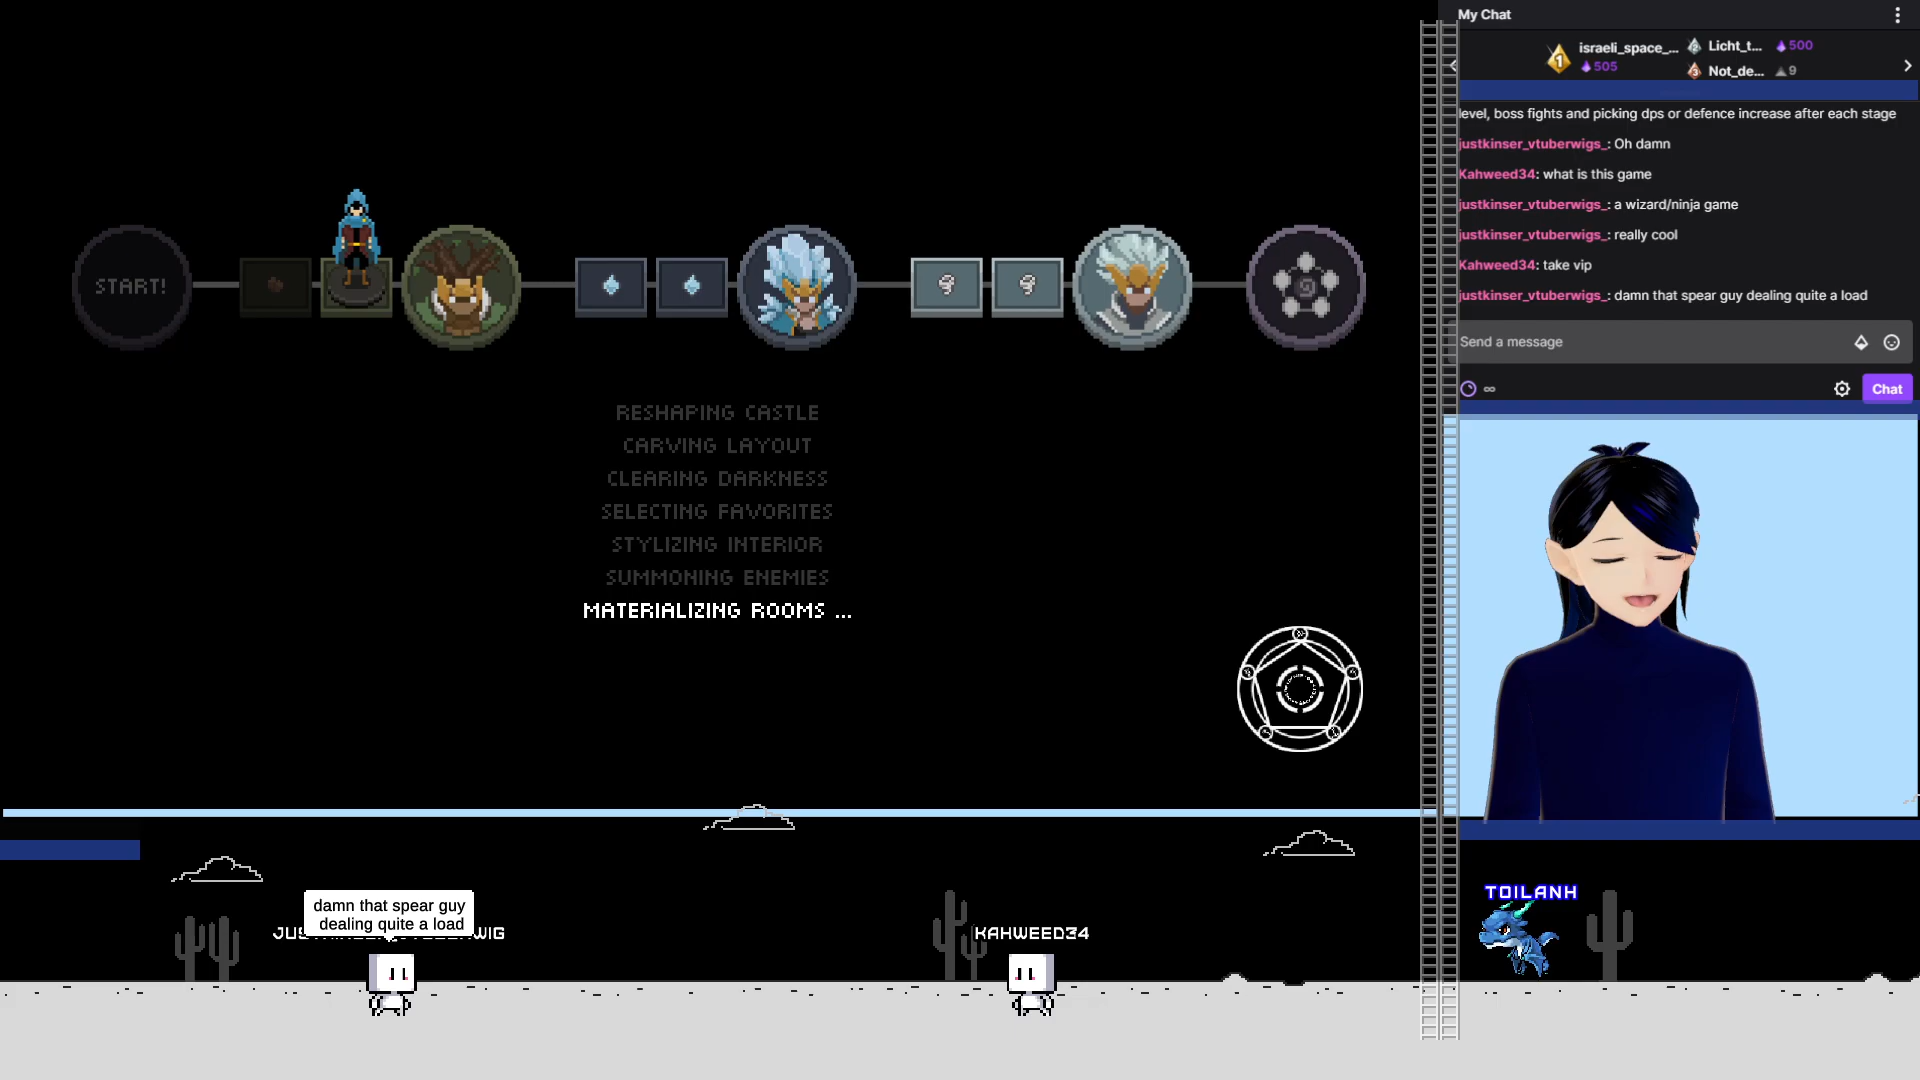 My Chat
israeli_space_...
505
Licht_t...
500
Not_de...
9
level, boss fights and picking dps or defence increase after each stage
justkinser_vtuberwigs_: Oh damn
Kahweed34: what is this game
justkinser_vtuberwigs_: a wizard/ninja game
justkinser_vtuberwigs_: really cool
Kahweed34: take vip
justkinser_vtuberwigs_: damn that spear guy dealing quite a load
Send a message
∞
Chat
START!
RESHAPING CASTLE
CARVING LAYOUT
CLEARING DARKNESS
SELECTING FAVORITES
STYLIZING INTERIOR
SUMMONING ENEMIES
MATERIALIZING ROOMS ...
damn that spear guy
dealing quite a load
KAHWEED34
TOILANH